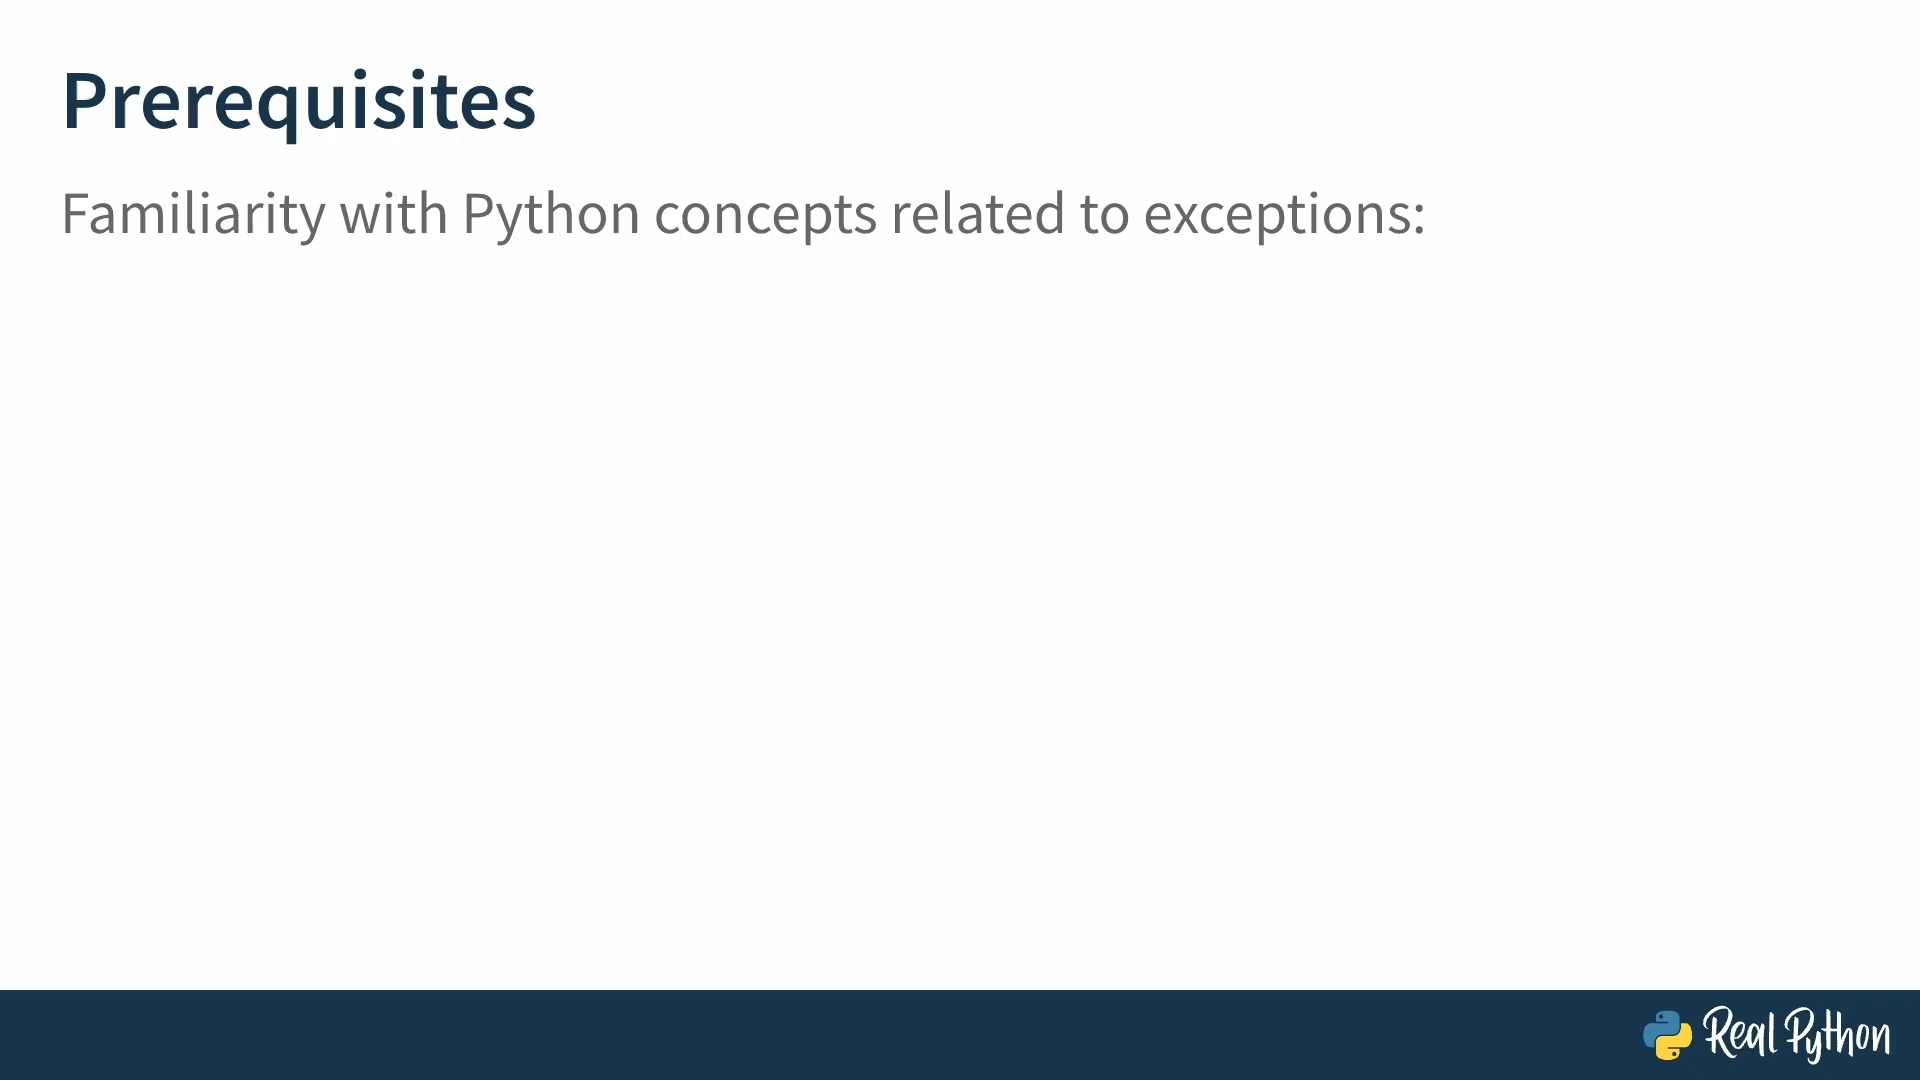 Prerequisites
Familiarity with Python concepts related to exceptions:
Real Python